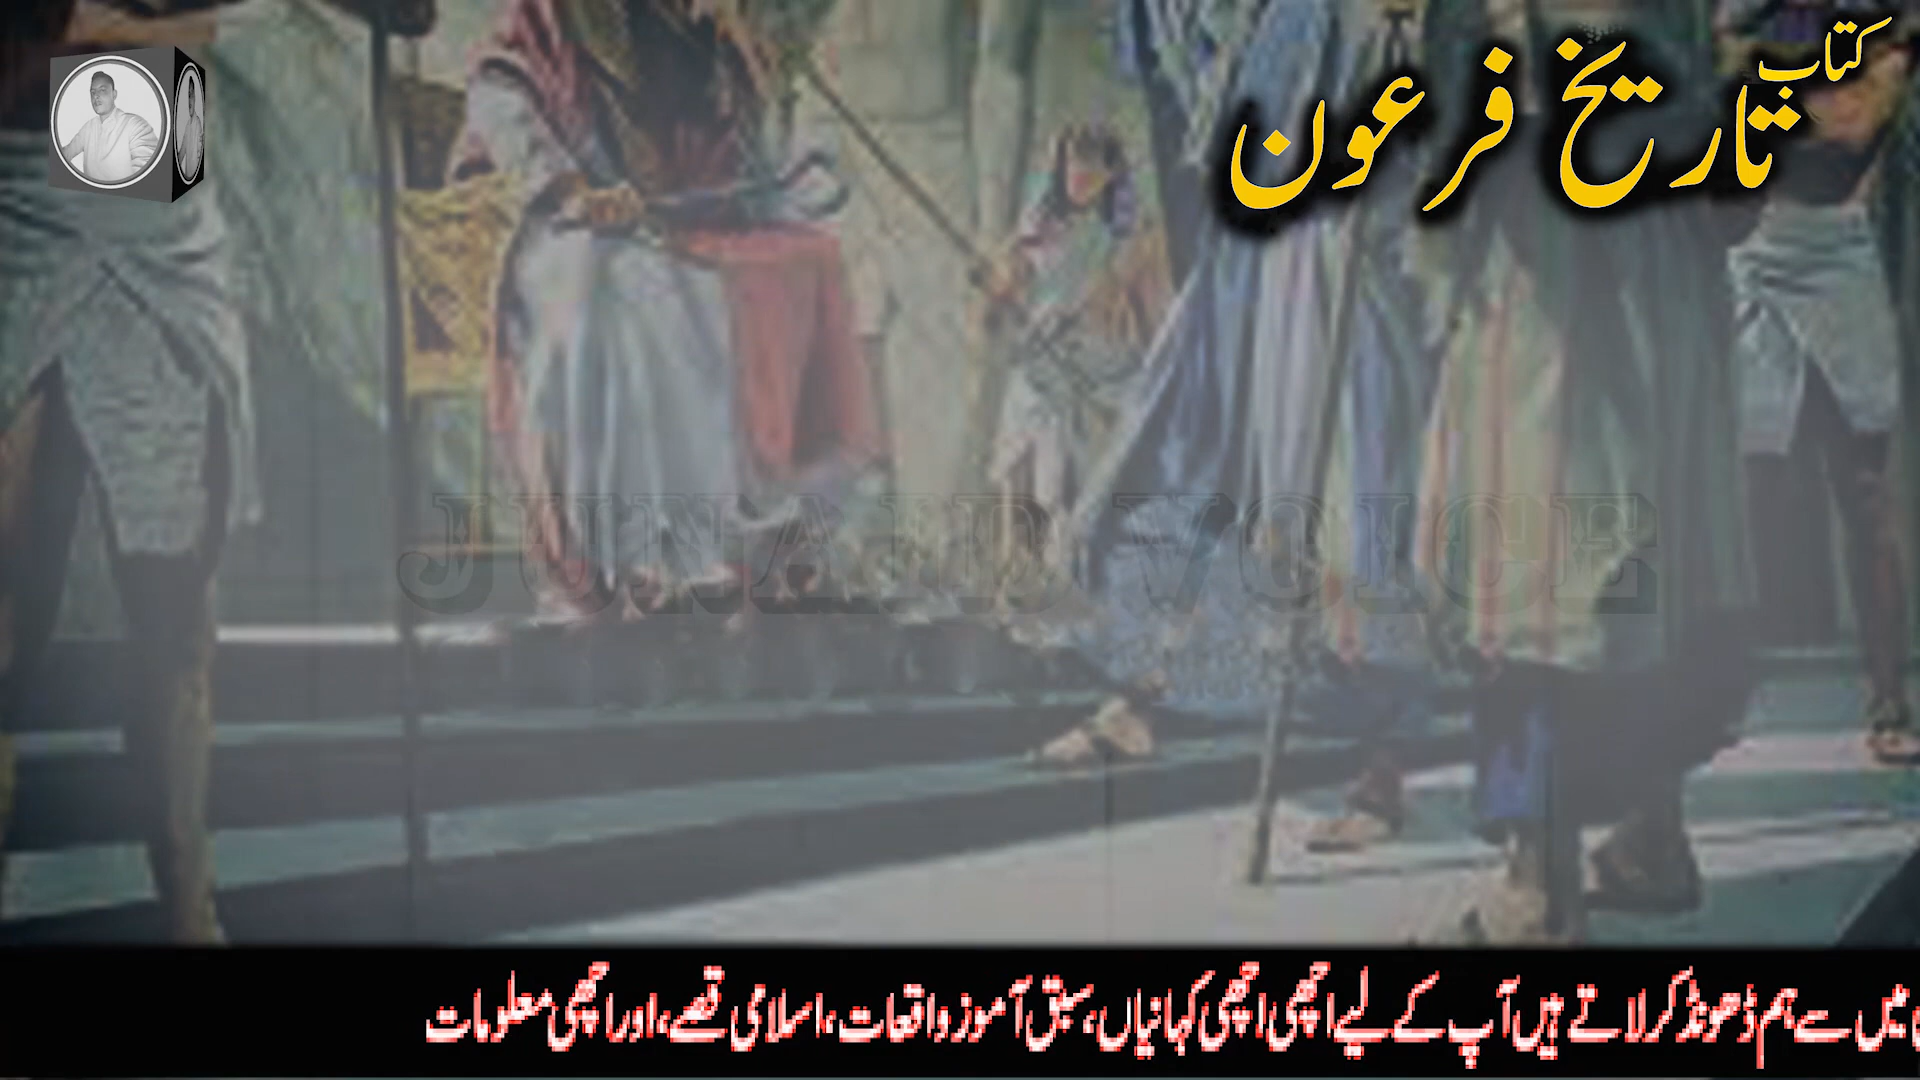 کتاب
تاریخ فرعون
JUNAID VOICE
میں سے ہم ڈھونڈ کر لاتے ہیں آپ کے لیے اچھی اچھی کہانیاں، سبق آموز واقعات، اسلامی قصے، اور اچھی معلومات